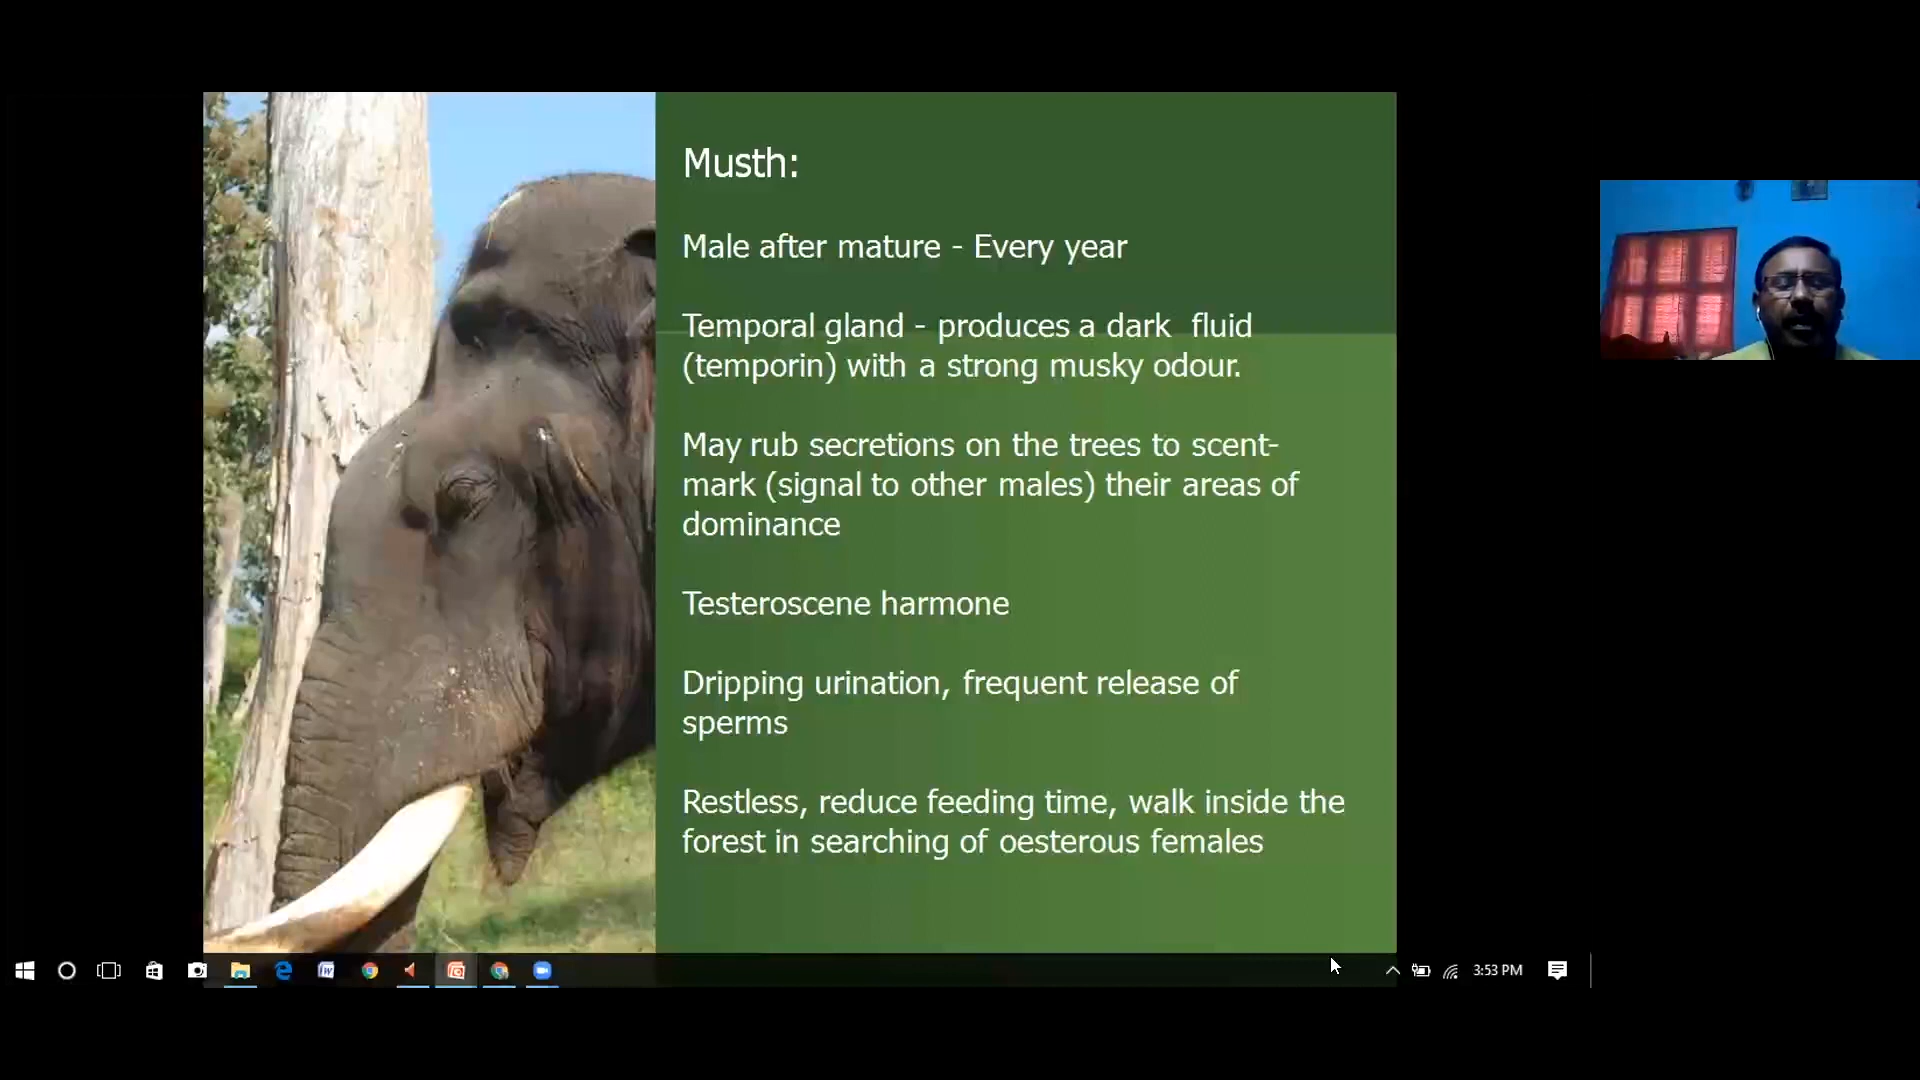 Musth:
Male after mature - Every year
Temporal gland - produces a dark fluid
(temporin) with a strong musky odour.
May rub secretions on the trees to scent-
mark (signal to other males) their areas of
dominance
Testeroscene harmone
Dripping urination, frequent release of
sperms
Restless, reduce feeding time, walk inside the
forest in searching of oesterous females
3:53 PM